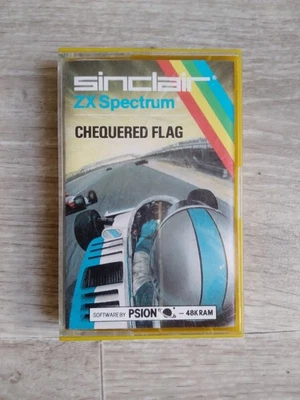 sinclair®
ZX Spectrum
CHEQUERED FLAG
SOFTWARE BY PSION – 48K RAM